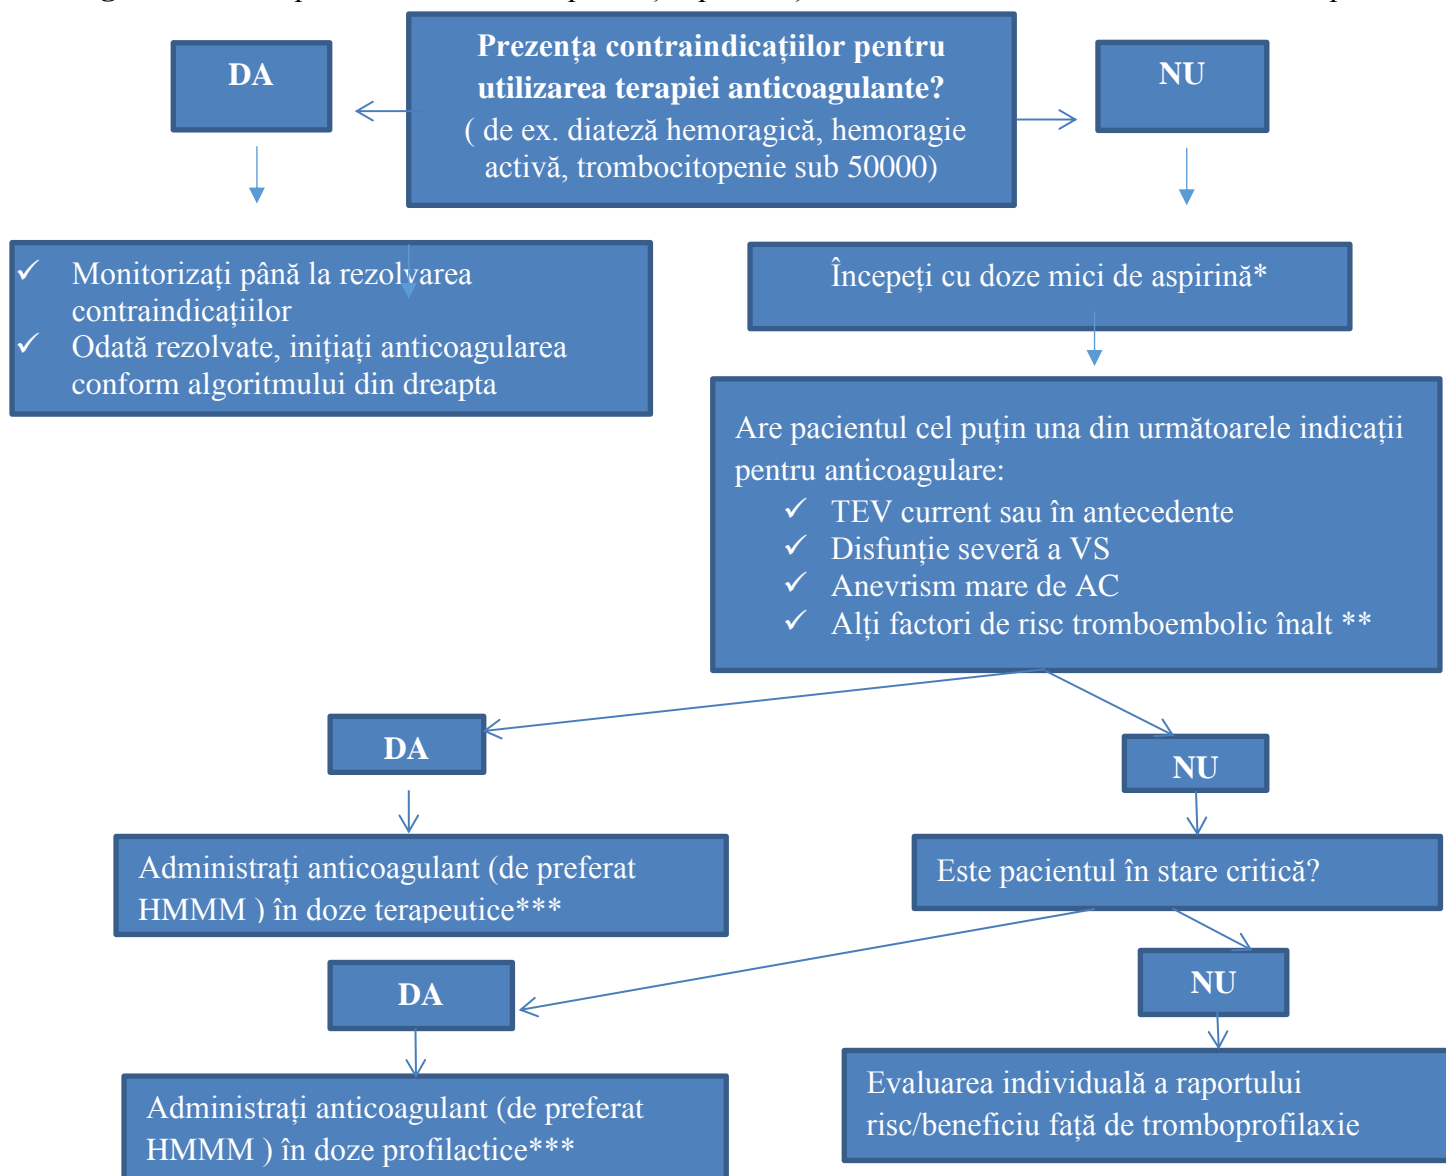 Prezența contraindicațiilor pentru
utilizarea terapiei anticoagulante?
( de ex. diateză hemoragică, hemoragie
activă, trombocitopenie sub 50000)
DA
NU
✓ Monitorizați până la rezolvarea
contraindicațiilor
✓ Odată rezolvate, inițiați anticoagularea
conform algoritmului din dreapta
Începeți cu doze mici de aspirină*
Are pacientul cel puțin una din următoarele indicații
pentru anticoagulare:
✓ TEV current sau în antecedente
✓ Disfunție severă a VS
✓ Anevrism mare de AC
✓ Alți factori de risc tromboembolic înalt **
DA
NU
Administrați anticoagulant (de preferat
HMMM ) în doze terapeutice***
Este pacientul în stare critică?
DA
NU
Administrați anticoagulant (de preferat
HMMM ) în doze profilactice***
Evaluarea individuală a raportului
risc/beneficiu față de tromboprofilaxie